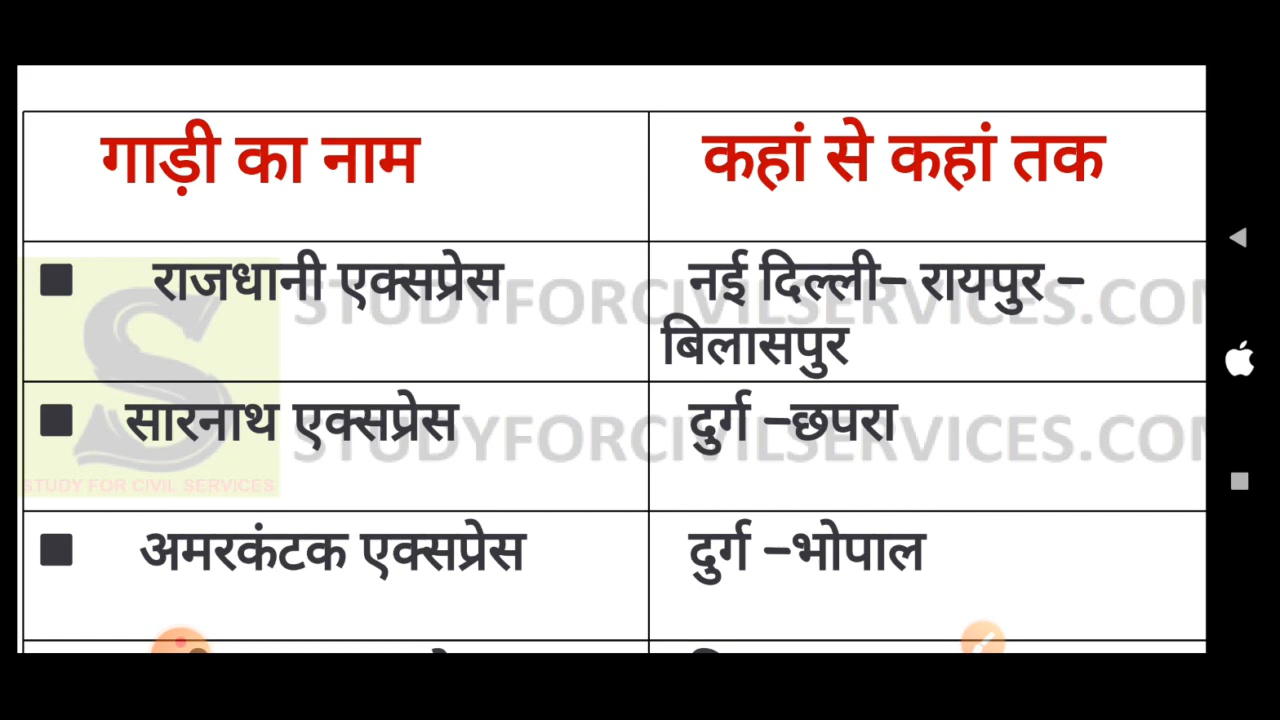 गाड़ी का नाम
कहां से कहां तक
■ राजधानी एक्सप्रेस
नई दिल्ली– रायपुर –
बिलासपुर
STUDYFORCIVILSERVICES.COM
■ सारनाथ एक्सप्रेस
दुर्ग –छपरा
STUDYFORCIVILSERVICES.COM
STUDY FOR CIVIL SERVICES
■ अमरकंटक एक्सप्रेस
दुर्ग –भोपाल